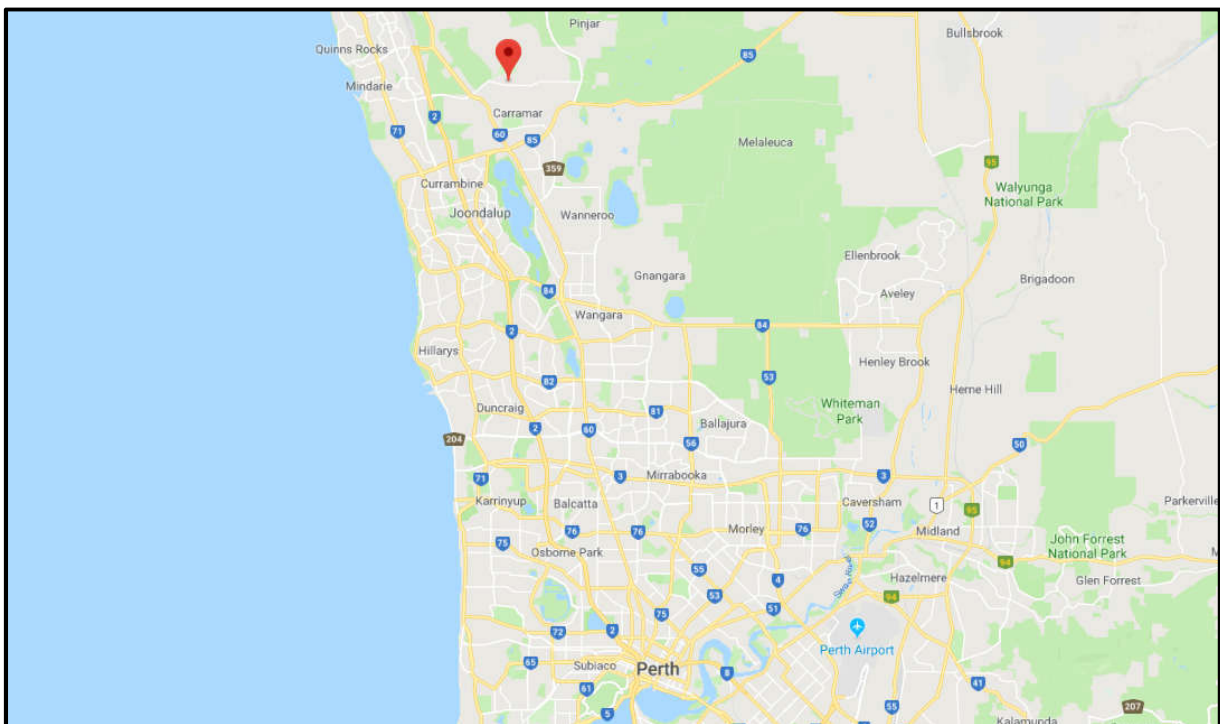 Pinjar
Bullsbrook
Quinns Rocks
85
Mindarie
Carramar
2
71
60
85
Melaleuca
95
359
Currambine
Walyunga
National Park
Joondalup
Wanneroo
Ellenbrook
Gnangara
Brigadoon
84
Aveley
Wangara
84
2
Hillarys
Henley Brook
53
82
Herne Hill
Duncraig
81
Whiteman
Park
Ballajura
2
60
204
56
50
3
Mirrabooka
3
71
Karrinyup
Balcatta
Caversham
1
95
Parkerville
76
76
Morley
76
52
Midland
75
Osborne Park
John Forrest
National Park
94
Glen Forrest
55
4
Swan River
Hazelmere
53
94
75
51
72
2
Perth Airport
65
Subiaco
Perth
8
61
41
5
55
207
Kalamunda